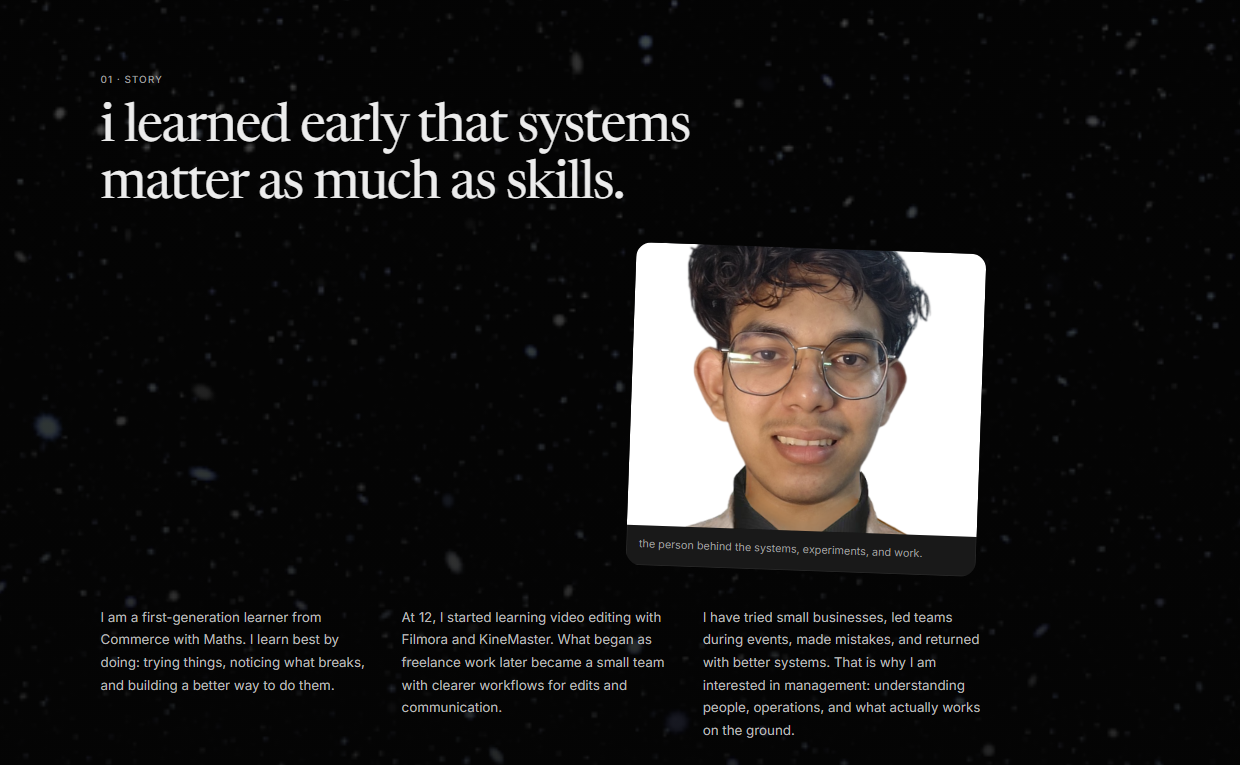 01 · STORY
i learned early that systems
matter as much as skills.
the person behind the systems, experiments, and work.
I am a first-generation learner from
Commerce with Maths. I learn best by
doing: trying things, noticing what breaks,
and building a better way to do them.
At 12, I started learning video editing with
Filmora and KineMaster. What began as
freelance work later became a small team
with clearer workflows for edits and
communication.
I have tried small businesses, led teams
during events, made mistakes, and returned
with better systems. That is why I am
interested in management: understanding
people, operations, and what actually works
on the ground.